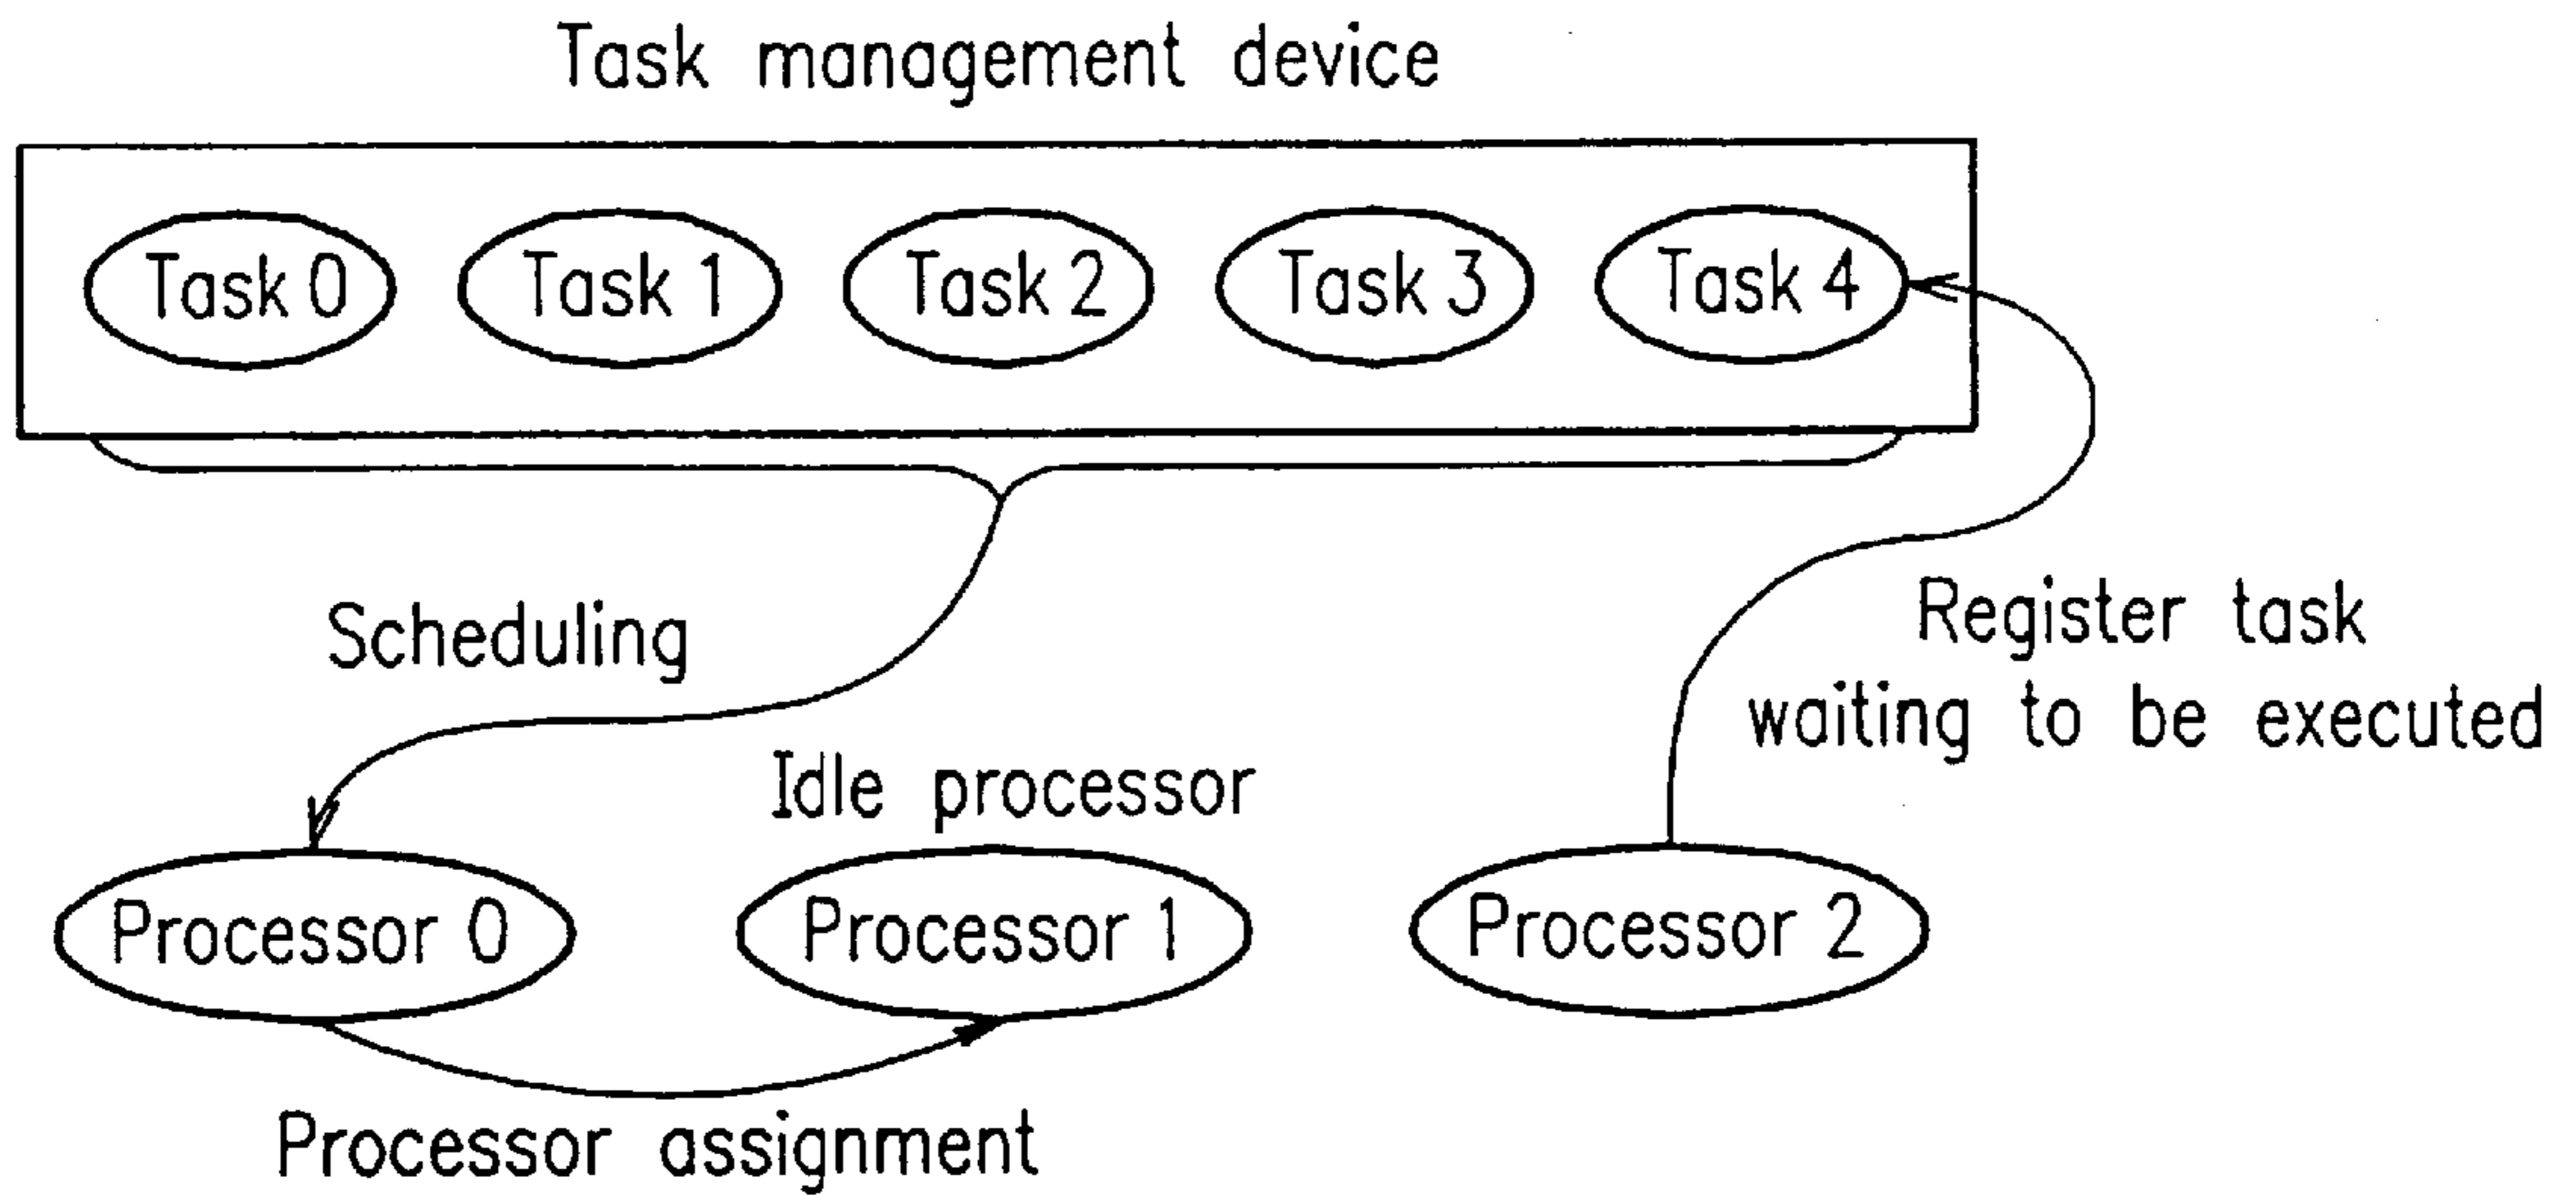 Task management device
Task 0
Task 1
Task 2
Task 3
Task 4
Scheduling
Register task
waiting to be executed
Idle processor
Processor 0
Processor 1
Processor 2
Processor assignment